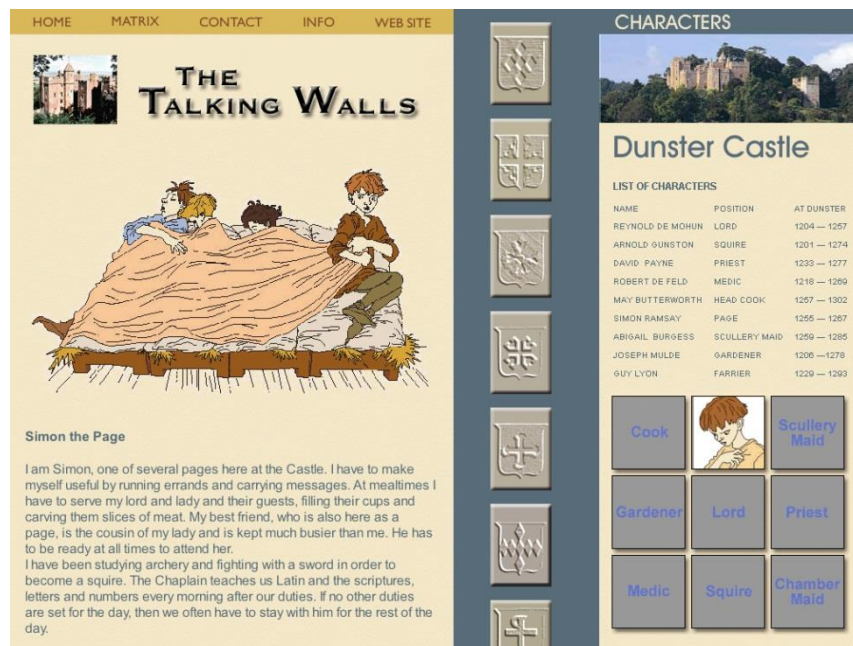 HOME MATRIX CONTACT INFO WEB SITE
THE
TALKING WALLS
Simon the Page
I am Simon, one of several pages here at the Castle. I have to make
myself useful by running errands and carrying messages. At mealtimes I
have to serve my lord and lady and their guests, filling their cups and
carving them slices of meat. My best friend, who is also here as a
page, is the cousin of my lady and is kept much busier than me. He has
to be ready at all times to attend her.
I have been studying archery and fighting with a sword in order to
become a squire. The Chaplain teaches us Latin and the scriptures,
letters and numbers every morning after our duties. If no other duties
are set for the day, then we often have to stay with him for the rest of the
day.
CHARACTERS
Dunster Castle
LIST OF CHARACTERS
NAME POSITION AT DUNSTER
REYNOLD DE MOHUN LORD 1204 — 1257
ARNOLD GUNSTON SQUIRE 1201 — 1274
DAVID PAYNE PRIEST 1233 — 1277
ROBERT DE FELD MEDIC 1218 — 1269
MAY BUTTERWORTH HEAD COOK 1257 — 1302
SIMON RAMSAY PAGE 1255 — 1267
ABIGAIL BURGESS SCULLERY MAID 1259 — 1285
JOSEPH MULDE GARDENER 1206 —1278
GUY LYON FARRIER 1229 — 1293
Cook
Scullery
Maid
Gardener Lord Priest
Medic Squire Chamber
Maid